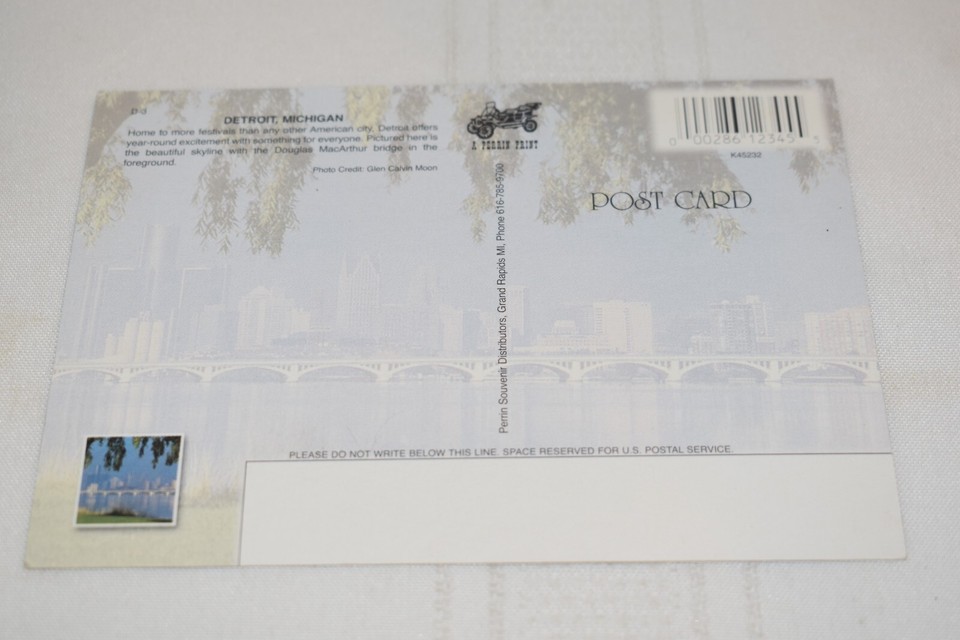 D-3
DETROIT, MICHIGAN
Home to more festivals than any other American city, Detroit offers
year-round excitement with something for everyone. Pictured here is
the beautiful skyline with the Douglas MacArthur bridge in the
foreground.
Photo Credit: Glen Calvin Moon
A PERRIN PRINT
Perrin Souvenir Distributors, Grand Rapids MI, Phone 616-785-9700
0 00286 12345 5
K45232
POST CARD
PLEASE DO NOT WRITE BELOW THIS LINE. SPACE RESERVED FOR U.S. POSTAL SERVICE.